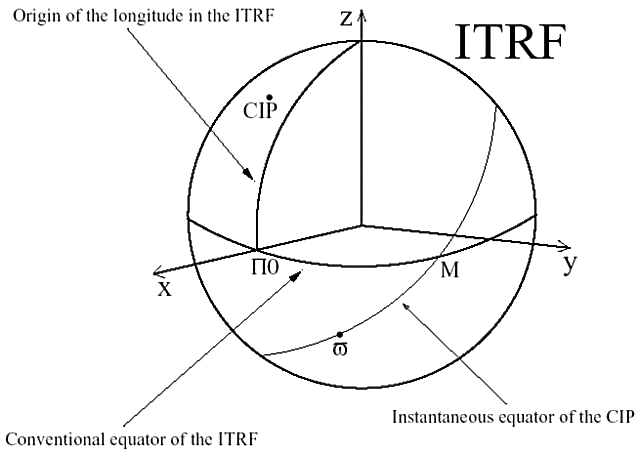 Origin of the longitude in the ITRF
z
ITRF
CIP
Π0
M
y
x
ϖ
Instantaneous equator of the CIP
Conventional equator of the ITRF